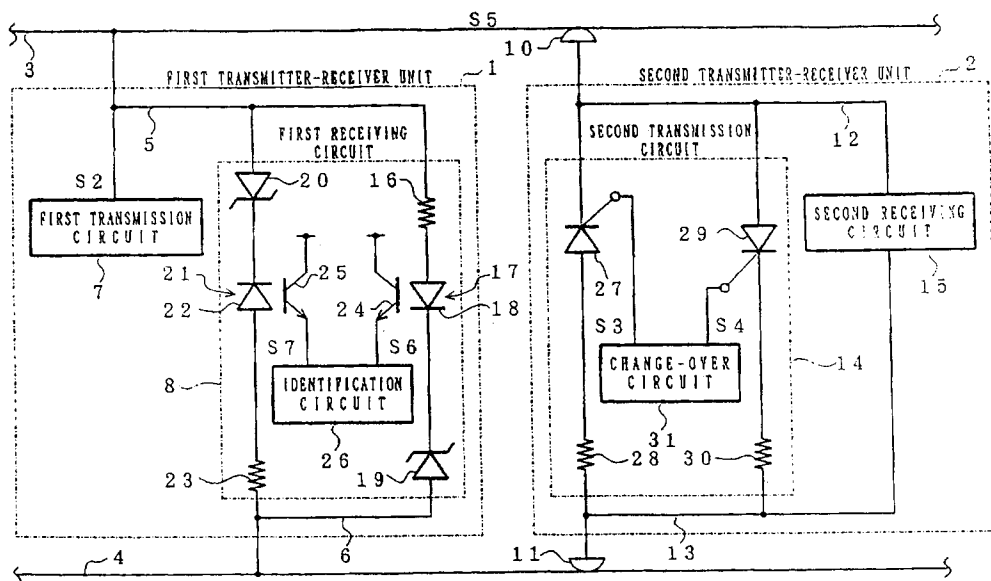 S5
3
10
FIRST TRANSMITTER-RECEIVER UNIT
1
SECOND TRANSMITTER-RECEIVER UNIT
2
5
12
FIRST RECEIVING
CIRCUIT
SECOND TRANSMISSION
CIRCUIT
S2
20
16
FIRST TRANSMISSION
CIRCUIT
7
SECOND RECEIVING
CIRCUIT
15
29
21
22
25
24
17
18
27
S7
S6
S3
S4
8
IDENTIFICATION
CIRCUIT
26
CHANGE-OVER
CIRCUIT
31
14
23
19
28
30
6
13
4
11